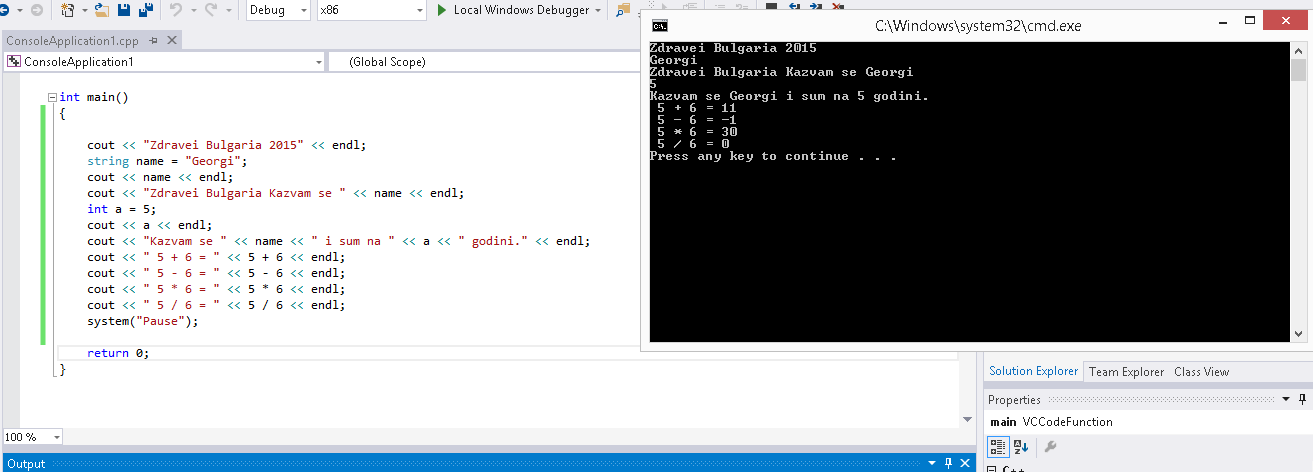 Debug x86 Local Windows Debugger
ConsoleApplication1.cpp
ConsoleApplication1 (Global Scope)
int main()
{
cout << "Zdravei Bulgaria 2015" << endl;
string name = "Georgi";
cout << name << endl;
cout << "Zdravei Bulgaria Kazvam se " << name << endl;
int a = 5;
cout << a << endl;
cout << "Kazvam se " << name << " i sum na " << a << " godini." << endl;
cout << " 5 + 6 = " << 5 + 6 << endl;
cout << " 5 - 6 = " << 5 - 6 << endl;
cout << " 5 * 6 = " << 5 * 6 << endl;
cout << " 5 / 6 = " << 5 / 6 << endl;
system("Pause");
return 0;
}
100 %
Output
C:\Windows\system32\cmd.exe
Zdravei Bulgaria 2015
Georgi
Zdravei Bulgaria Kazvam se Georgi
5
Kazvam se Georgi i sum na 5 godini.
5 + 6 = 11
5 - 6 = -1
5 * 6 = 30
5 / 6 = 0
Press any key to continue . . .
Solution Explorer Team Explorer Class View
Properties
main VCCodeFunction
C++